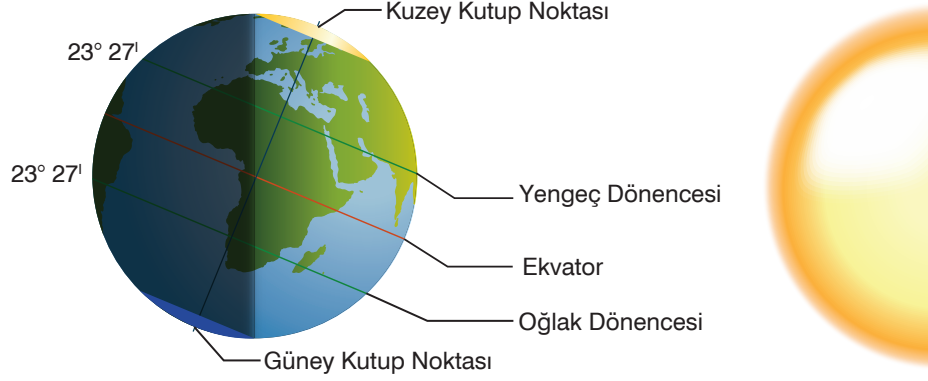 Kuzey Kutup Noktası
23° 27ˡ
23° 27ˡ
Yengeç Dönencesi
Ekvator
Oğlak Dönencesi
Güney Kutup Noktası